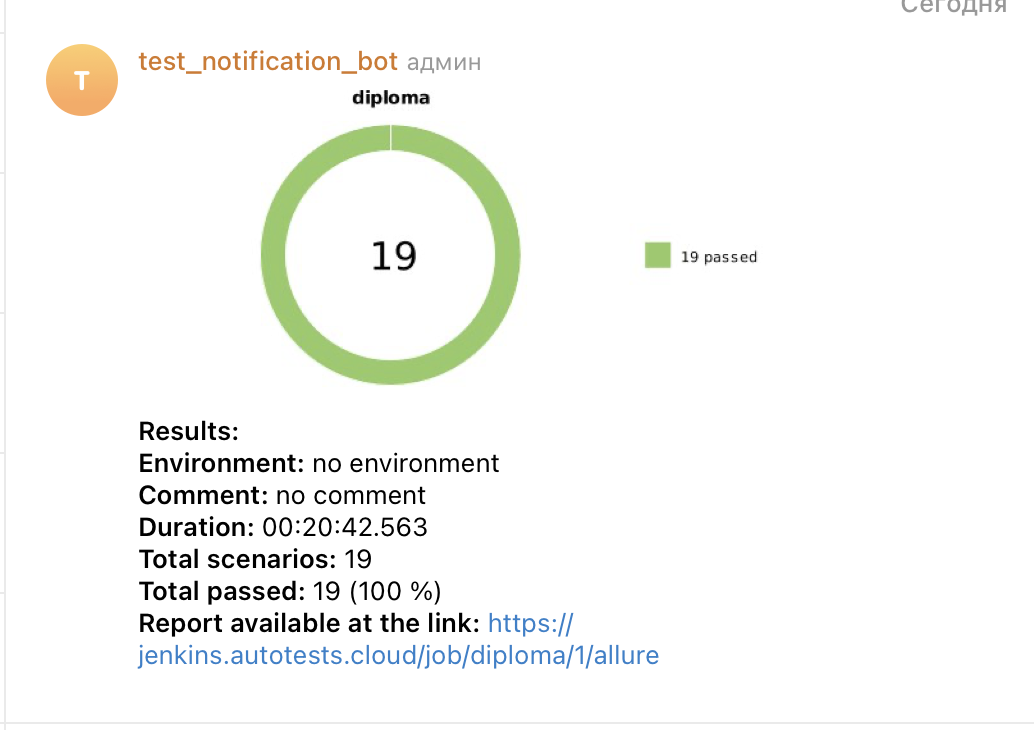 Сегодня
T
test_notification_bot админ
diploma
19
19 passed
Results:
Environment: no environment
Comment: no comment
Duration: 00:20:42.563
Total scenarios: 19
Total passed: 19 (100 %)
Report available at the link: https://
jenkins.autotests.cloud/job/diploma/1/allure